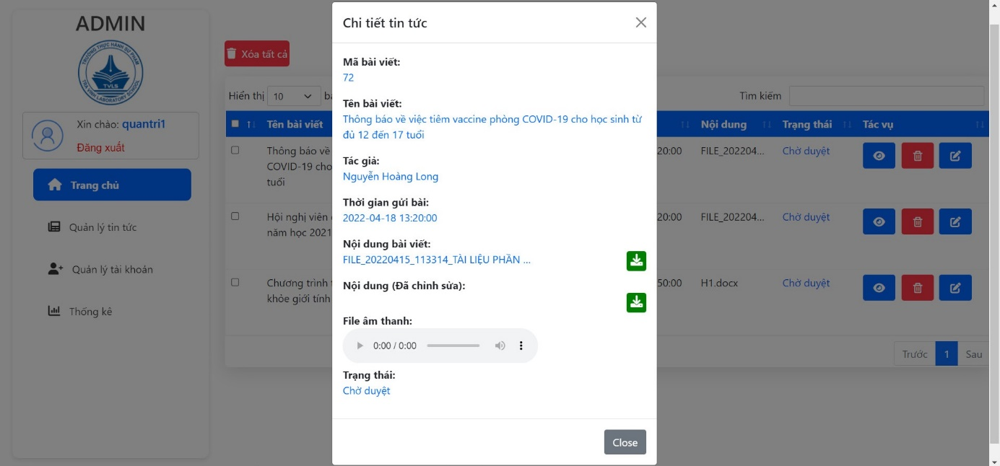 ADMIN
TRƯỜNG THỰC HÀNH SƯ PHẠM
TVLS
TRA VINH LABORATORY SCHOOL
Xin chào: quantri1
Đăng xuất
Trang chủ
Quản lý tin tức
Quản lý tài khoản
Thống kê
Xóa tất cả
Hiển thị 10
Tìm kiếm
Tên bài viết
Nội dung
Trạng thái
Tác vụ
Thông báo về
COVID-19 cho
tuổi
20:00
FILE_202204...
Chờ duyệt
Hội nghị viên
năm học 2021
20:00
FILE_202204...
Chờ duyệt
Chương trình
khỏe giới tính
50:00
H1.docx
Chờ duyệt
Trước
1
Sau
Chi tiết tin tức
Mã bài viết:
72
Tên bài viết:
Thông báo về việc tiêm vaccine phòng COVID-19 cho học sinh từ
đủ 12 đến 17 tuổi
Tác giả:
Nguyễn Hoàng Long
Thời gian gửi bài:
2022-04-18 13:20:00
Nội dung bài viết:
FILE_20220415_113314_TÀI LIỆU PHẦN ...
Nội dung (Đã chỉnh sửa):
File âm thanh:
0:00 / 0:00
Trạng thái:
Chờ duyệt
Close